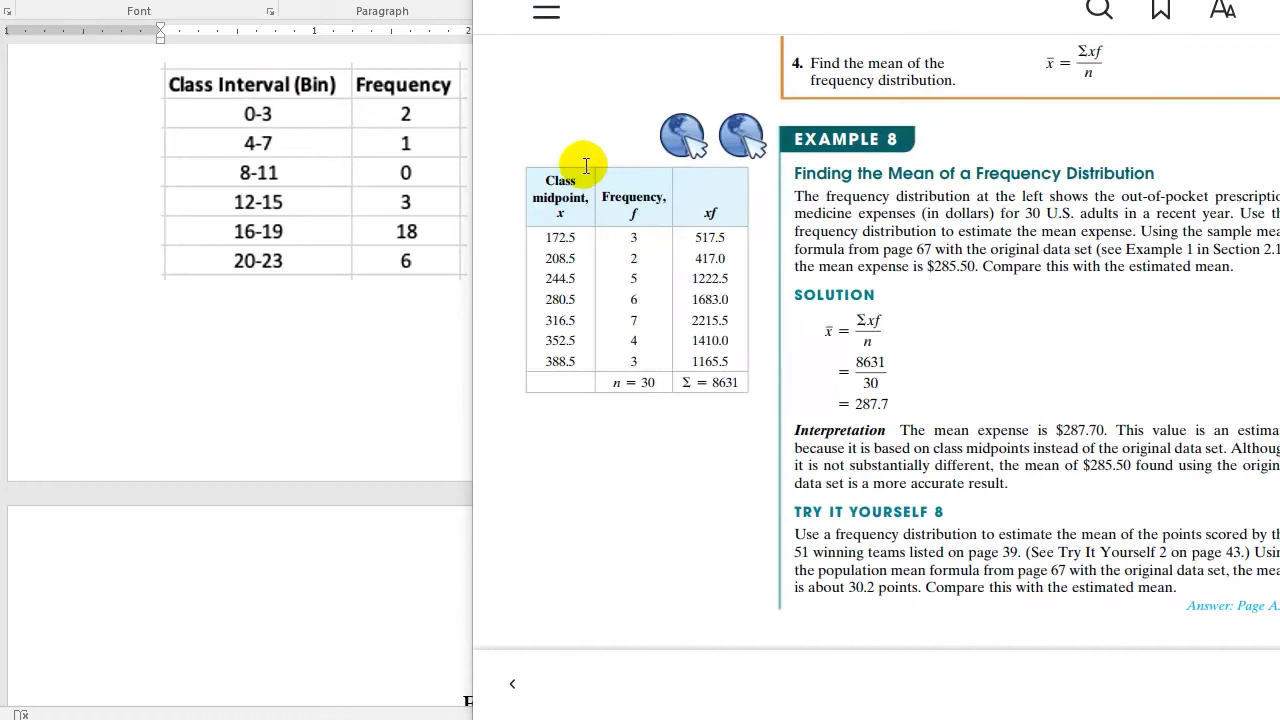 Font Paragraph
1 1 2
Class Interval (Bin) Frequency
0-3 2
4-7 1
8-11 0
12-15 3
16-19 18
20-23 6
AA
4. Find the mean of the
frequency distribution.
x̄ = Σxf / n
EXAMPLE 8
Finding the Mean of a Frequency Distribution
The frequency distribution at the left shows the out-of-pocket
medicine expenses (in dollars) for 30 U.S. adults in a recent year.
frequency distribution to estimate the mean expense. Using the sample
formula from page 67 with the original data set (see Example 1 in Section
the mean expense is $285.50. Compare this with the estimated mean.
Class
midpoint, Frequency,
x f xf
172.5 3 517.5
208.5 2 417.0
244.5 5 1222.5
280.5 6 1683.0
316.5 7 2215.5
352.5 4 1410.0
388.5 3 1165.5
n = 30 Σ = 8631
SOLUTION
x̄ = Σxf / n
= 8631 / 30
= 287.7
Interpretation The mean expense is $287.70. This value is an
because it is based on class midpoints instead of the original data set.
it is not substantially different, the mean of $285.50 found using the
data set is a more accurate result.
TRY IT YOURSELF 8
Use a frequency distribution to estimate the mean of the points scored by
51 winning teams listed on page 39. (See Try It Yourself 2 on page 43.)
the population mean formula from page 67 with the original data set, the
is about 30.2 points. Compare this with the estimated mean.
Answer: Page